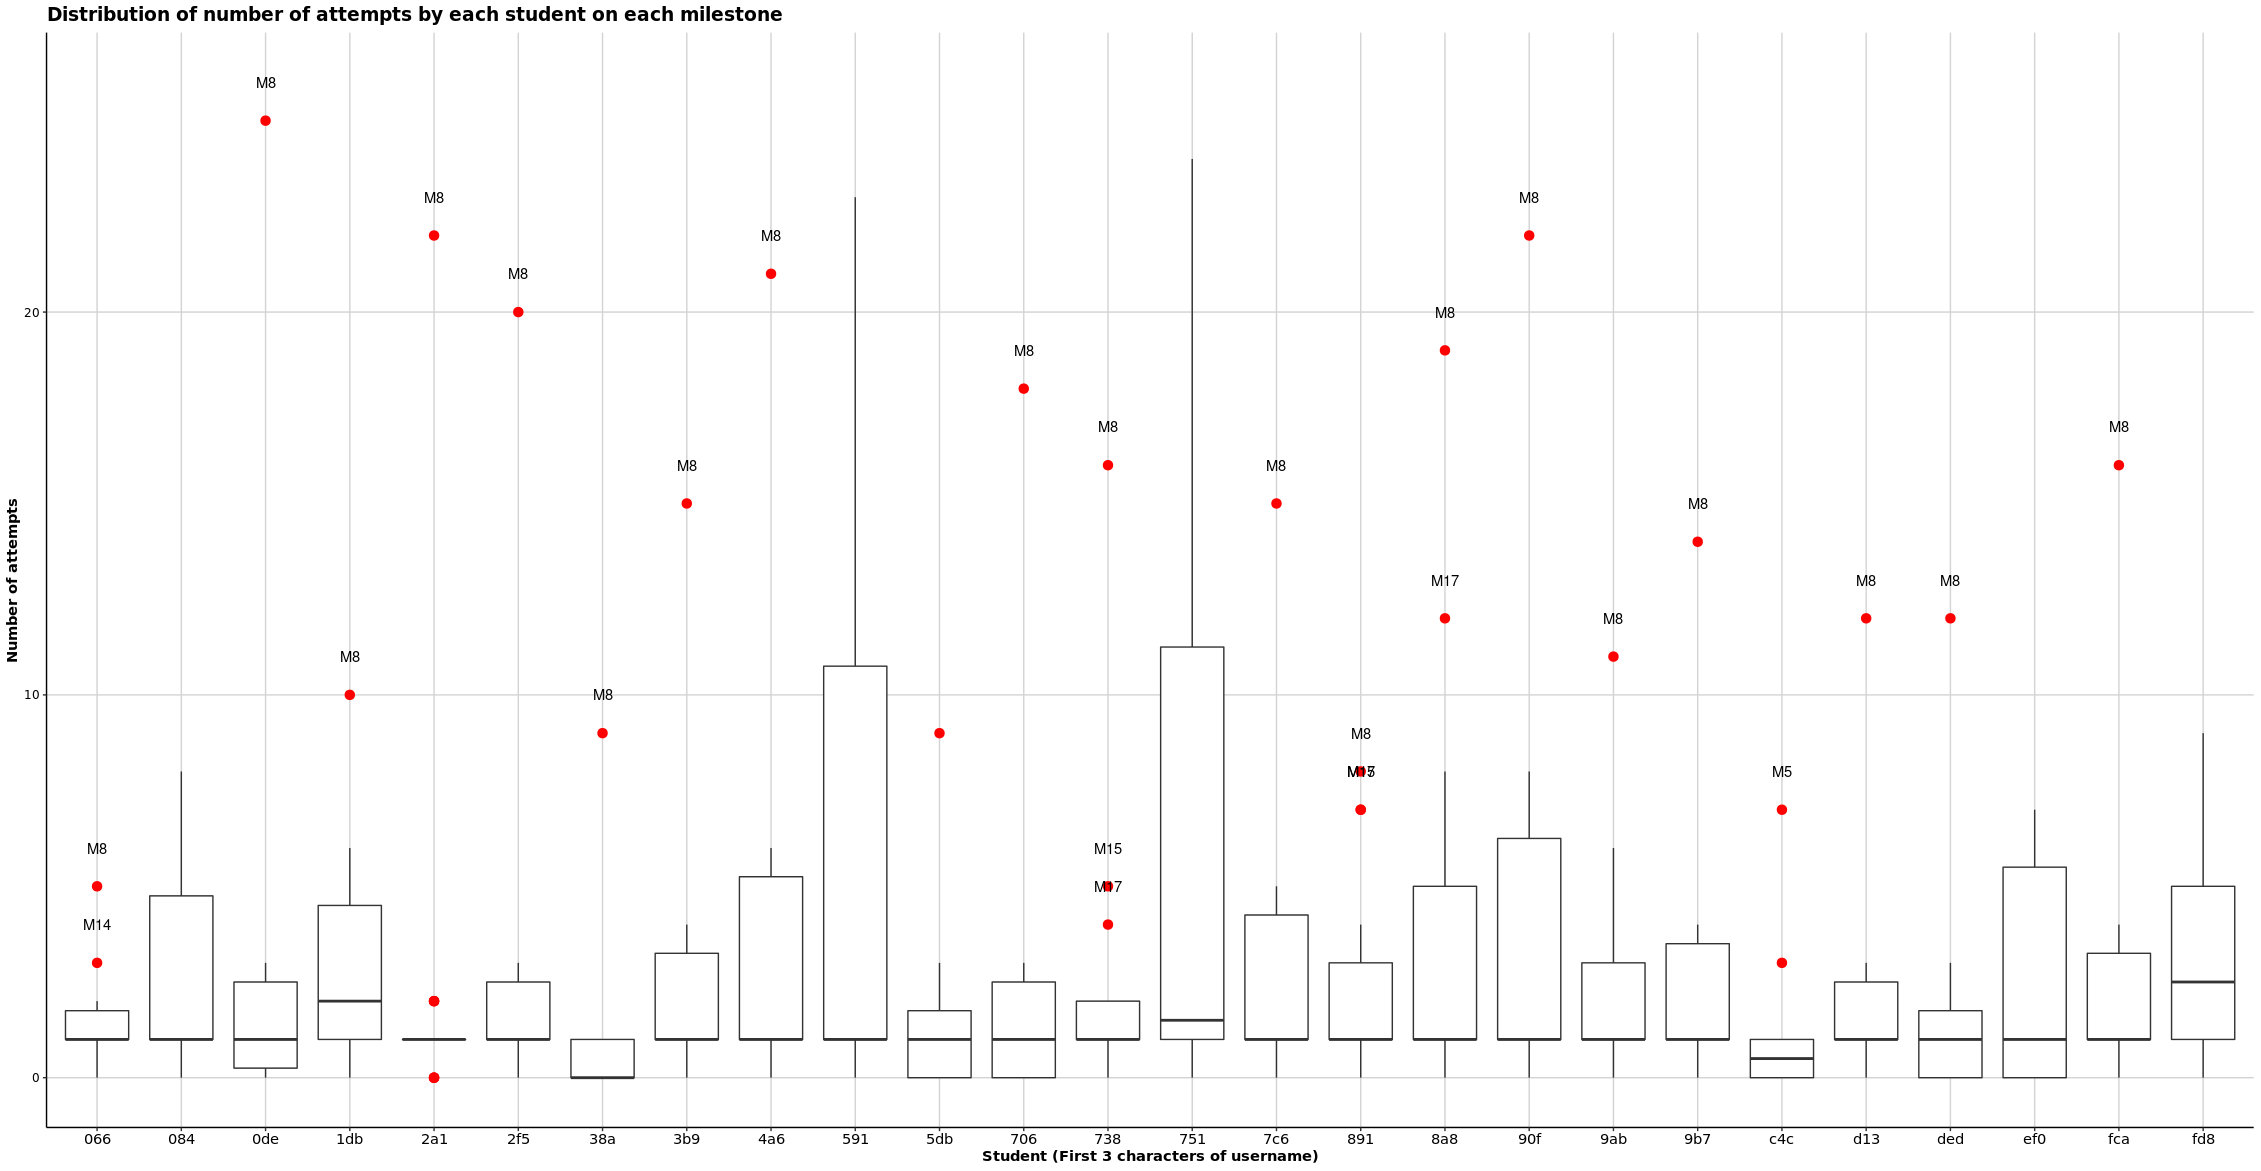 Distribution of number of attempts by each student on each milestone
M8
M8
M8
M8
M8
M8
20
M8
M8
M8
M8
M8
M8
M8
M17
M8
M8
M8
M8
M8
10
M8
M8
M5
M8
M15
M17
M14
0
066 084 0de 1db 2a1 2f5 38a 3b9 4a6 591 5db 706 738 751 7c6 891 8a8 90f 9ab 9b7 c4c d13 ded ef0 fca fd8
Student (First 3 characters of username)
Number of attempts